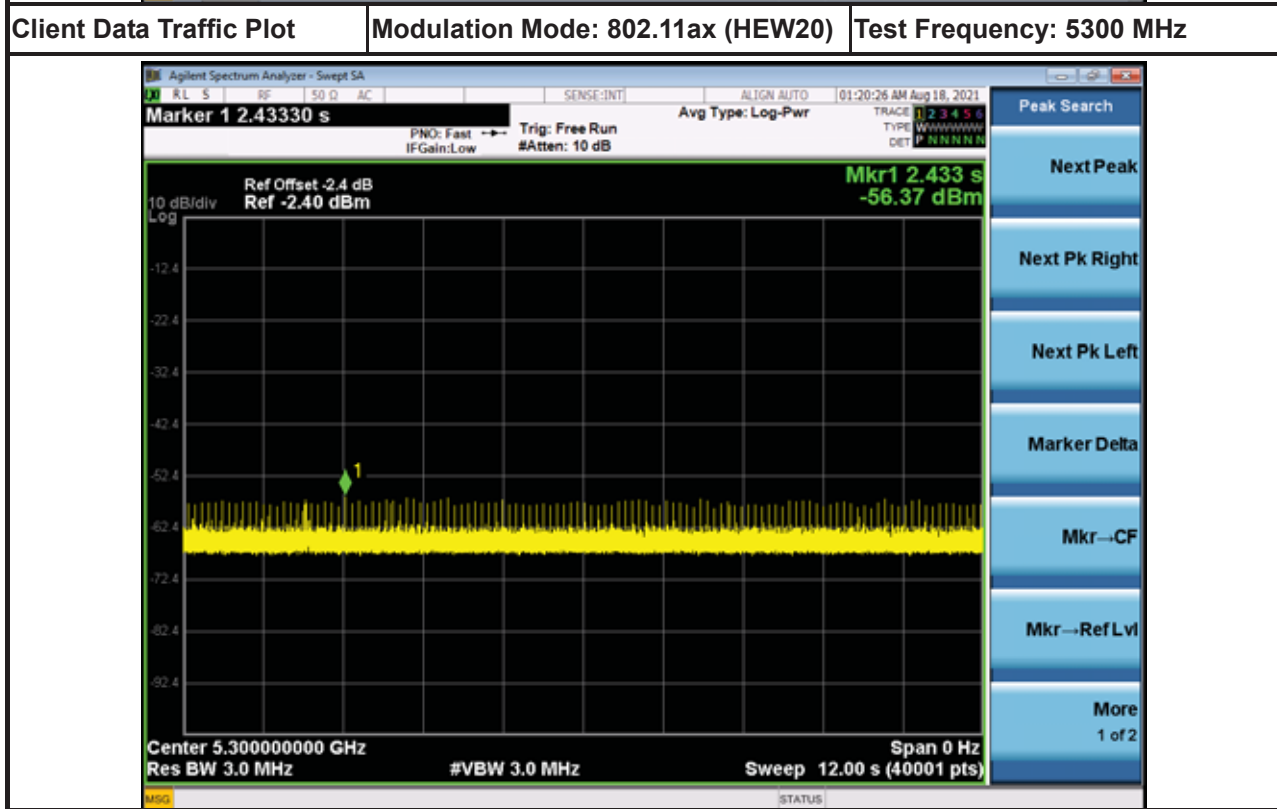 Client Data Traffic Plot Modulation Mode: 802.11ax (HEW20) Test Frequency: 5300 MHz
Agilent Spectrum Analyzer - Swept SA
RL S RF 50 Ω AC SENSE:INT ALIGN AUTO 01:20:26 AM Aug 18, 2021
Marker 1 2.43330 s
PNO: Fast
IFGain:Low
Trig: Free Run
#Atten: 10 dB
Avg Type: Log-Pwr
TRACE 1 2 3 4 5 6
TYPE WWWWWW
DET P N N N N N
Peak Search
Ref Offset -2.4 dB
10 dB/div Ref -2.40 dBm
Log
Mkr1 2.433 s
-56.37 dBm
-12.4
-22.4
-32.4
-42.4
-52.4
-62.4
-72.4
-82.4
-92.4
1
Center 5.300000000 GHz Span 0 Hz
Res BW 3.0 MHz #VBW 3.0 MHz Sweep 12.00 s (40001 pts)
Next Peak
Next Pk Right
Next Pk Left
Marker Delta
Mkr→CF
Mkr→Ref Lvl
More
1 of 2
MSG STATUS